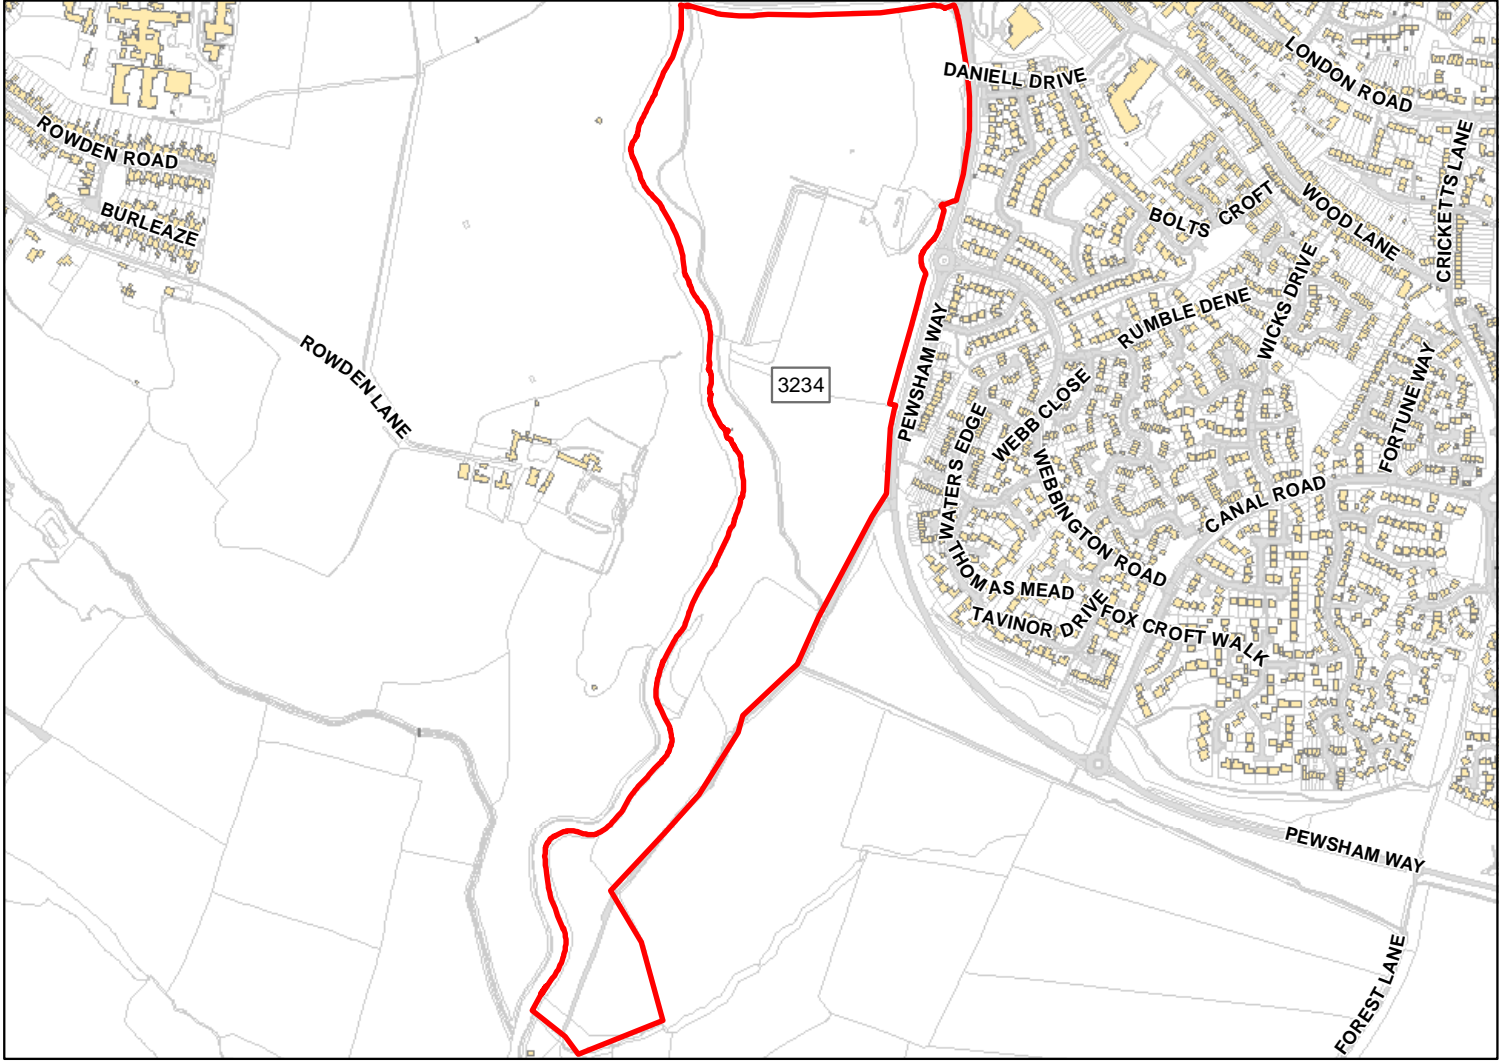 LONDON ROAD
DANIELL DRIVE
ROWDEN ROAD
CRICKETTS LANE
BURLEAZE
BOLTS CROFT
WOOD LANE
WICKS DRIVE
RUMBLE DENE
ROWDEN LANE
PEWSHAM WAY
3234
FORTUNE WAY
WEBB CLOSE
WATERS EDGE
WEBBINGTON ROAD
CANAL ROAD
THOMAS MEAD
TAVINOR DRIVE
FOX CROFT WALK
PEWSHAM WAY
FOREST LANE